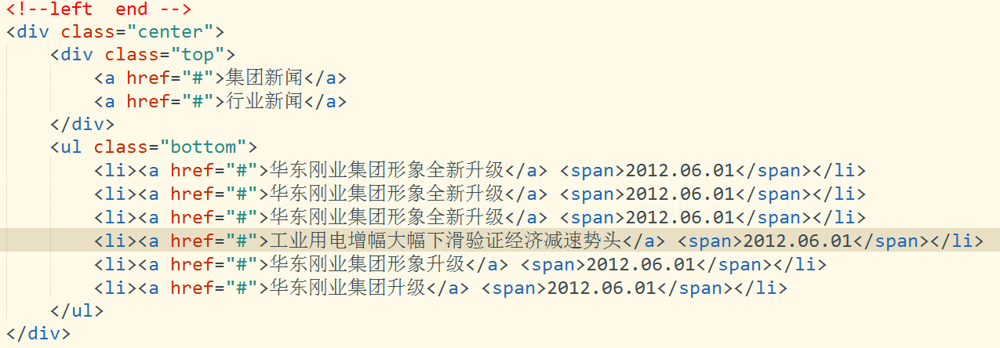 <!--left  end -->
<div class="center">
    <div class="top">
        <a href="#">集团新闻</a>
        <a href="#">行业新闻</a>
    </div>
    <ul class="bottom">
        <li><a href="#">华东刚业集团形象全新升级</a> <span>2012.06.01</span></li>
        <li><a href="#">华东刚业集团形象全新升级</a> <span>2012.06.01</span></li>
        <li><a href="#">华东刚业集团形象全新升级</a> <span>2012.06.01</span></li>
        <li><a href="#">工业用电增幅大幅下滑验证经济减速势头</a> <span>2012.06.01</span></li>
        <li><a href="#">华东刚业集团形象升级</a> <span>2012.06.01</span></li>
        <li><a href="#">华东刚业集团升级</a> <span>2012.06.01</span></li>
    </ul>
</div>